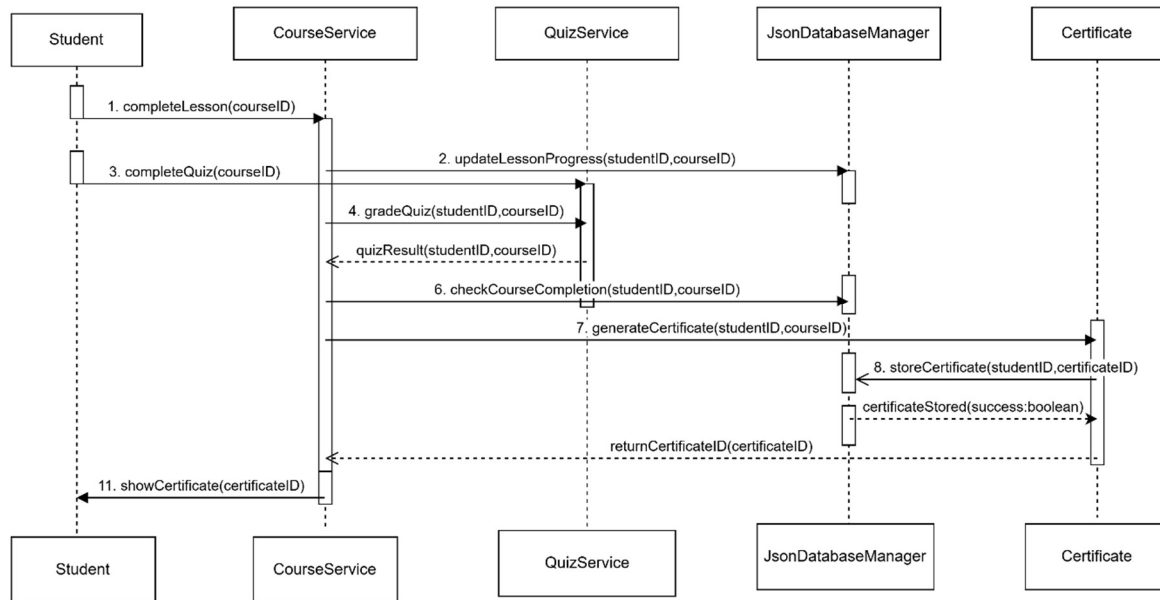 Student
CourseService
QuizService
JsonDatabaseManager
Certificate
1. completeLesson(courseID)
2. updateLessonProgress(studentID,courseID)
3. completeQuiz(courseID)
4. gradeQuiz(studentID,courseID)
quizResult(studentID,courseID)
6. checkCourseCompletion(studentID,courseID)
7. generateCertificate(studentID,courseID)
8. storeCertificate(studentID,certificateID)
certificateStored(success:boolean)
returnCertificateID(certificateID)
11. showCertificate(certificateID)
Student
CourseService
QuizService
JsonDatabaseManager
Certificate